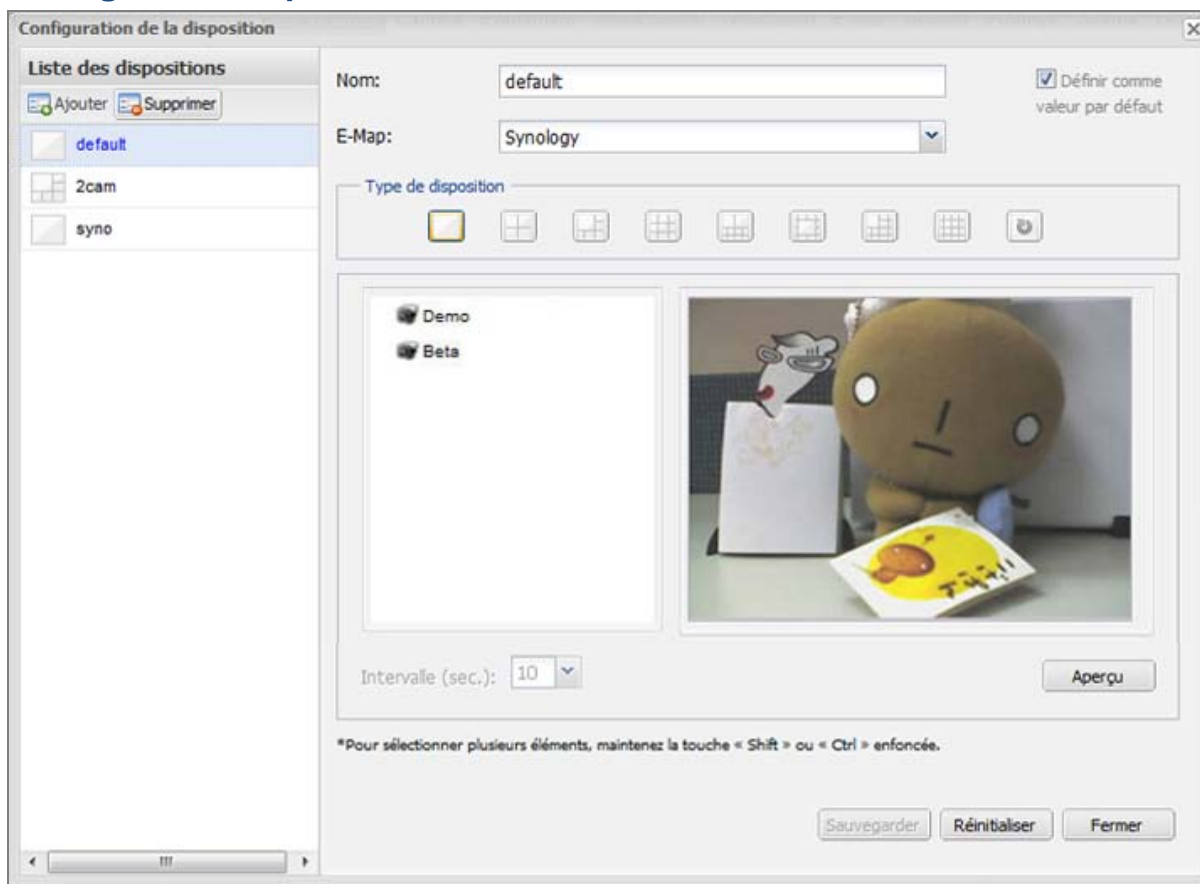 Configuration de la disposition
Liste des dispositions
Ajouter Supprimer
default
2cam
syno
Nom: default
Définir comme
valeur par défaut
E-Map: Synology
Type de disposition
Demo
Beta
Intervalle (sec.): 10
Aperçu
*Pour sélectionner plusieurs éléments, maintenez la touche « Shift » ou « Ctrl » enfoncée.
Sauvegarder Réinitialiser Fermer